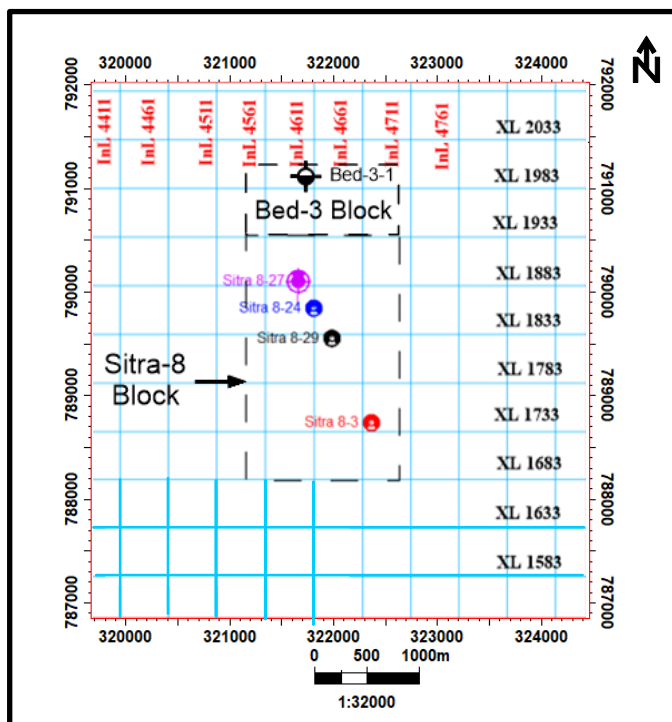 320000 321000 322000 323000 324000
N
792000 792000
InL 4411
InL 4461
InL 4511
InL 4561
InL 4611
InL 4661
InL 4711
InL 4761
XL 2033
791000 791000
Bed-3-1
XL 1983
Bed-3 Block
XL 1933
790000 790000
Sitra 8-27
XL 1883
Sitra 8-24
XL 1833
Sitra 8-29
Sitra-8
Block
XL 1783
789000 789000
Sitra 8-3
XL 1733
XL 1683
788000 788000
XL 1633
XL 1583
787000 787000
320000 321000 322000 323000 324000
0 500 1000m
1:32000